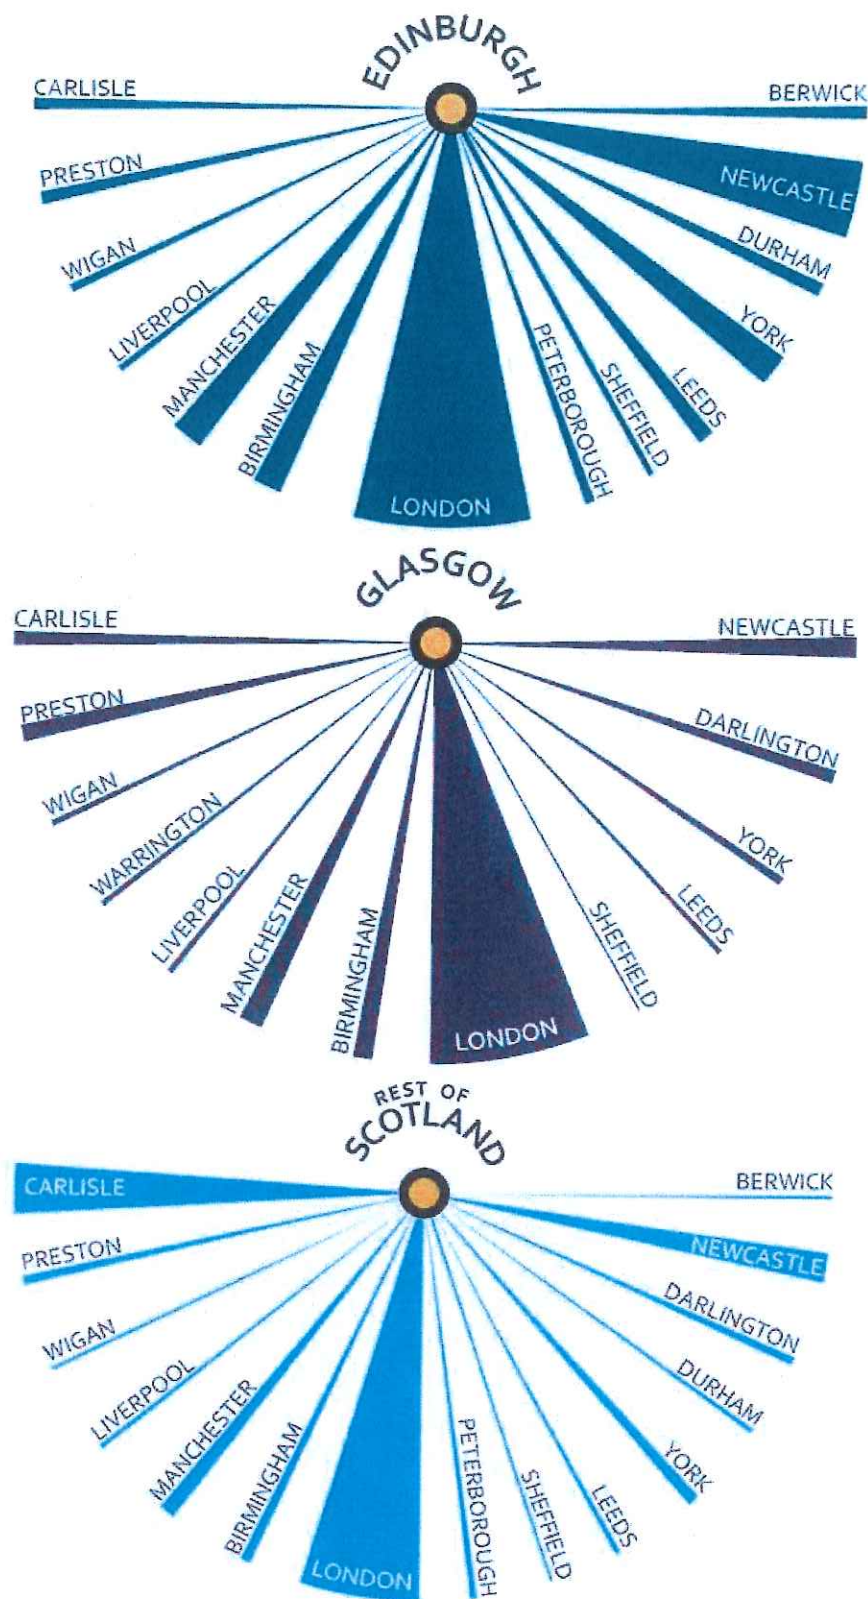 EDINBURGH
CARLISLE
BERWICK
PRESTON
NEWCASTLE
WIGAN
DURHAM
LIVERPOOL
YORK
MANCHESTER
LEEDS
BIRMINGHAM
SHEFFIELD
PETERBOROUGH
LONDON
GLASGOW
CARLISLE
NEWCASTLE
PRESTON
DARLINGTON
WIGAN
YORK
WARRINGTON
LEEDS
LIVERPOOL
SHEFFIELD
MANCHESTER
BIRMINGHAM
LONDON
REST OF
SCOTLAND
CARLISLE
BERWICK
PRESTON
NEWCASTLE
WIGAN
DARLINGTON
LIVERPOOL
DURHAM
MANCHESTER
YORK
BIRMINGHAM
LEEDS
SHEFFIELD
PETERBOROUGH
LONDON